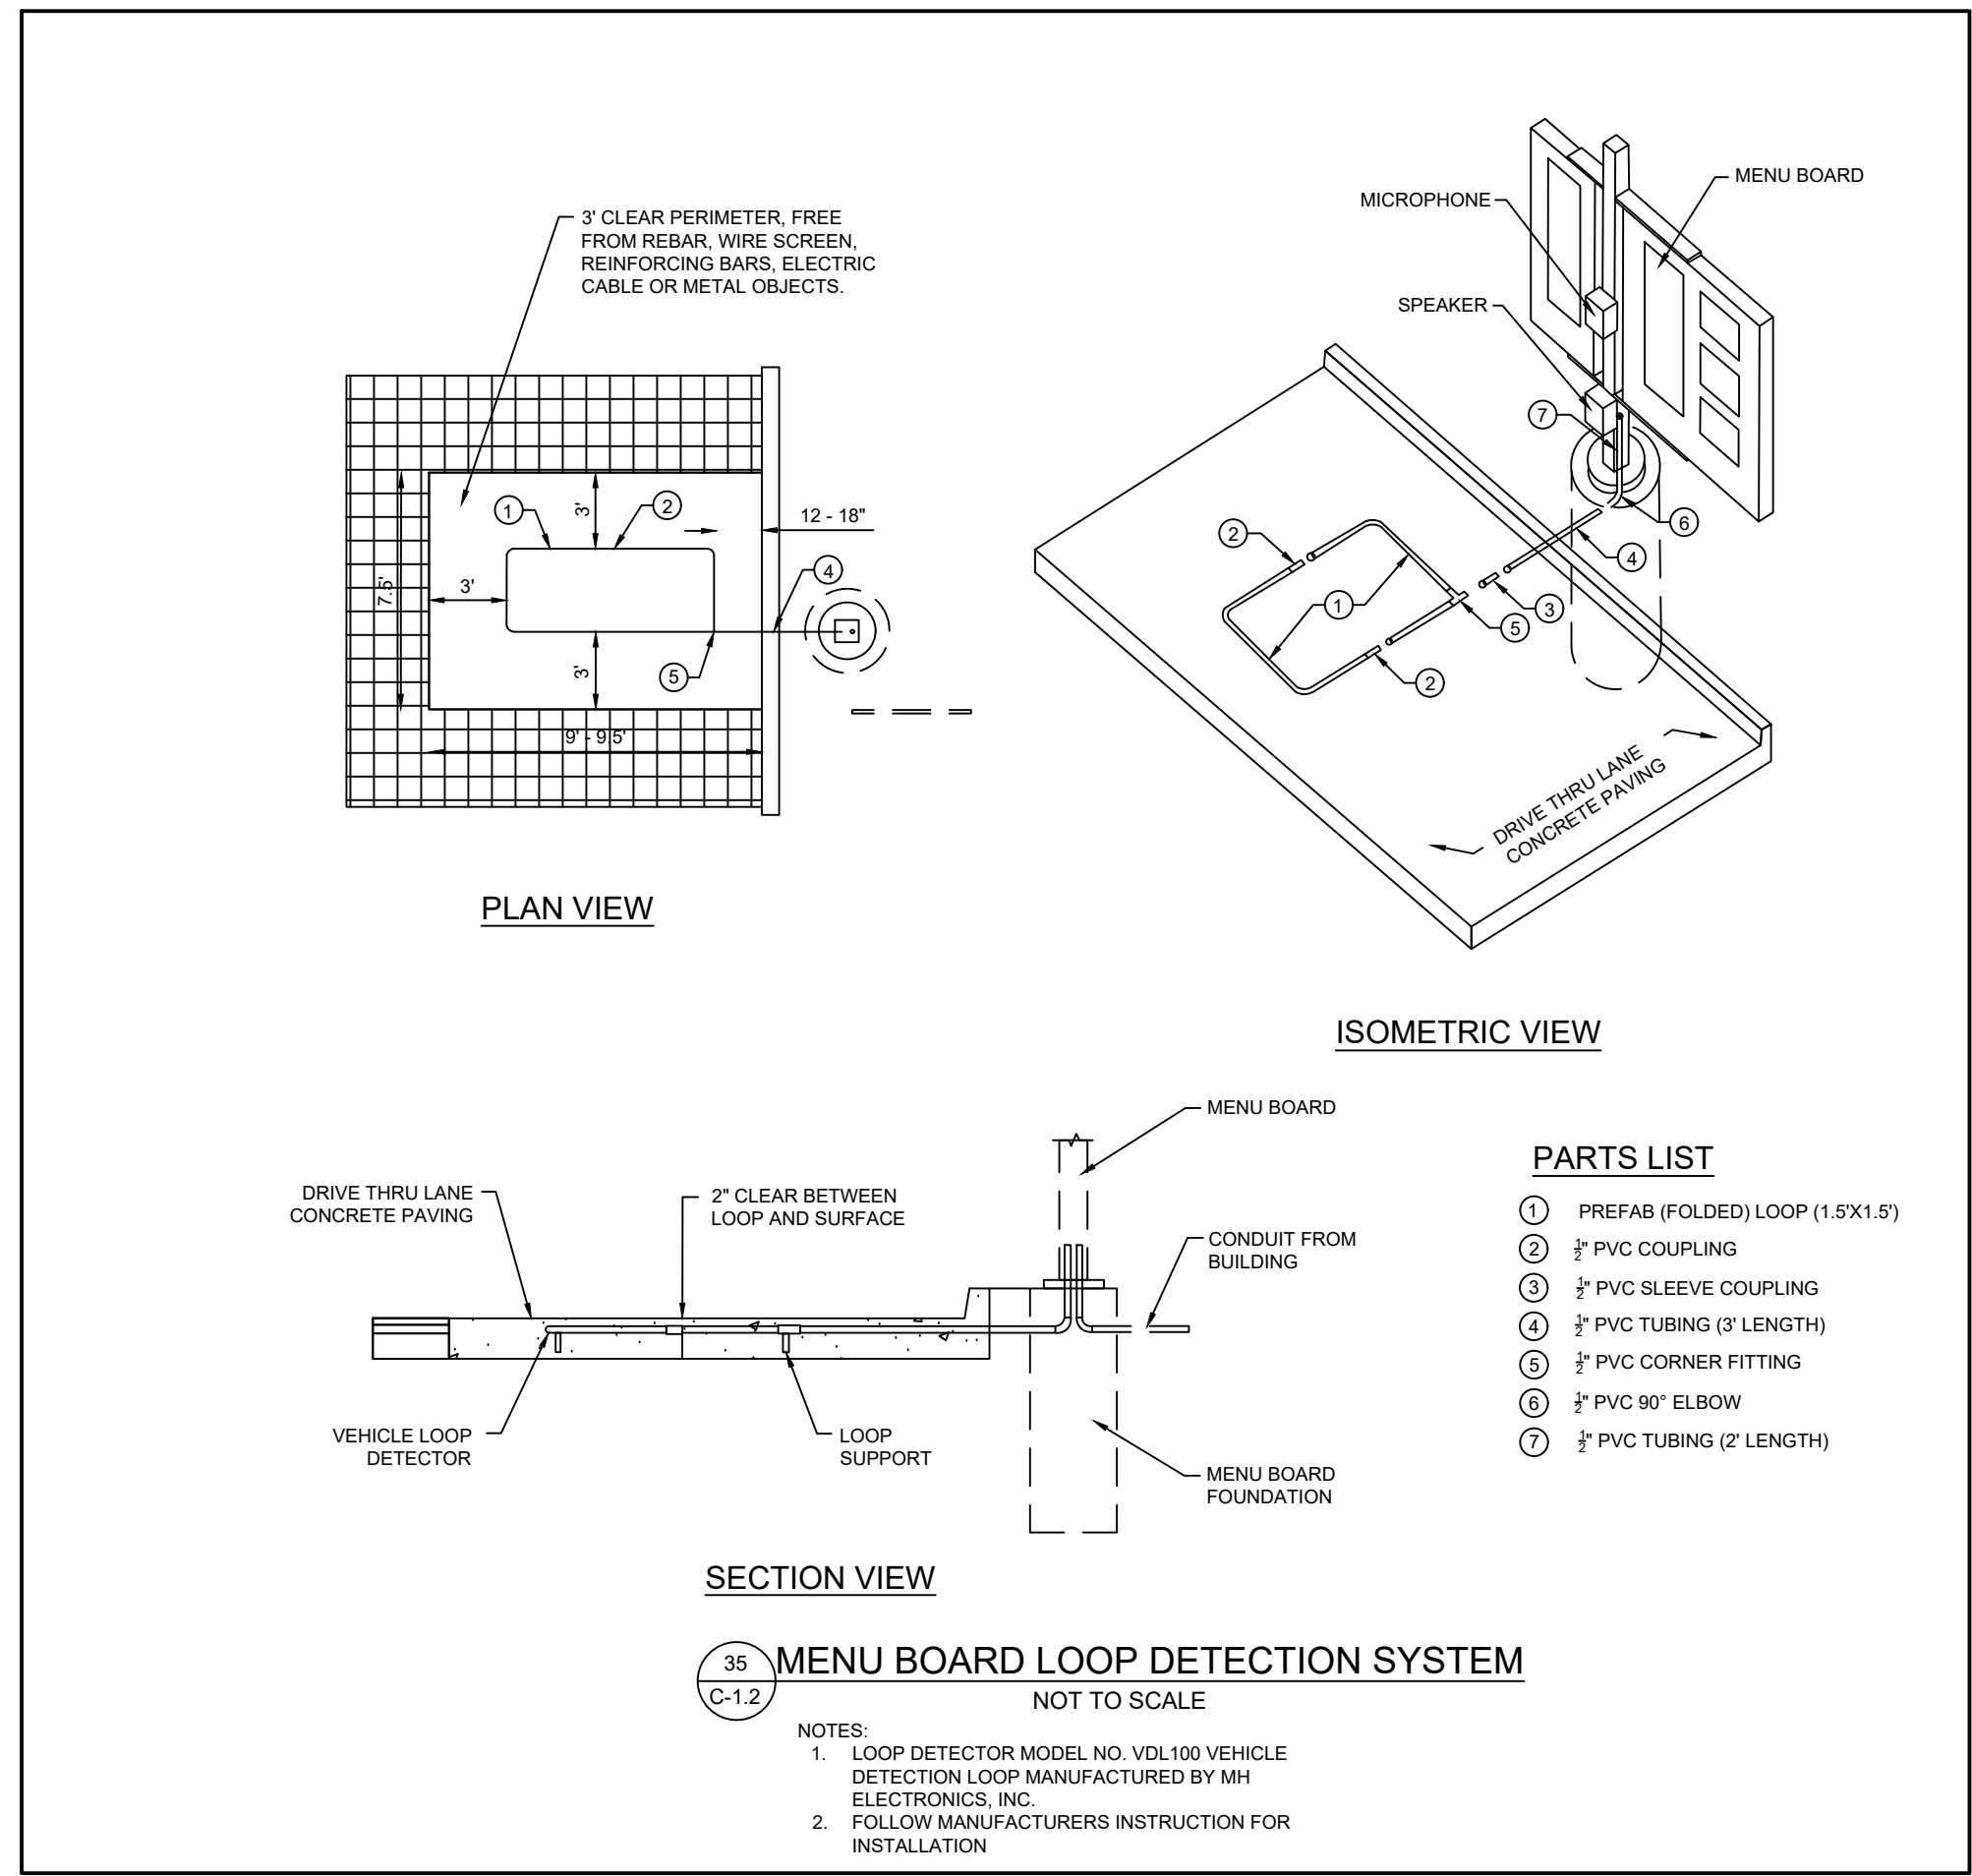 3' CLEAR PERIMETER, FREE
FROM REBAR, WIRE SCREEN,
REINFORCING BARS, ELECTRIC
CABLE OR METAL OBJECTS.
1
2
3'
12 - 18"
7.5'
3'
4
3'
5
9' - 9.5'
PLAN VIEW
MENU BOARD
MICROPHONE
SPEAKER
7
6
2
4
1
3
5
2
DRIVE THRU LANE
CONCRETE PAVING
ISOMETRIC VIEW
MENU BOARD
DRIVE THRU LANE
CONCRETE PAVING
2" CLEAR BETWEEN
LOOP AND SURFACE
CONDUIT FROM
BUILDING
VEHICLE LOOP
DETECTOR
LOOP
SUPPORT
MENU BOARD
FOUNDATION
SECTION VIEW
PARTS LIST
1 PREFAB (FOLDED) LOOP (1.5'X1.5')
2 1/2" PVC COUPLING
3 1/2" PVC SLEEVE COUPLING
4 1/2" PVC TUBING (3' LENGTH)
5 1/2" PVC CORNER FITTING
6 1/2" PVC 90° ELBOW
7 1/2" PVC TUBING (2' LENGTH)
35
C-1.2
MENU BOARD LOOP DETECTION SYSTEM
NOT TO SCALE
NOTES:
1. LOOP DETECTOR MODEL NO. VDL100 VEHICLE
DETECTION LOOP MANUFACTURED BY MH
ELECTRONICS, INC.
2. FOLLOW MANUFACTURERS INSTRUCTION FOR
INSTALLATION